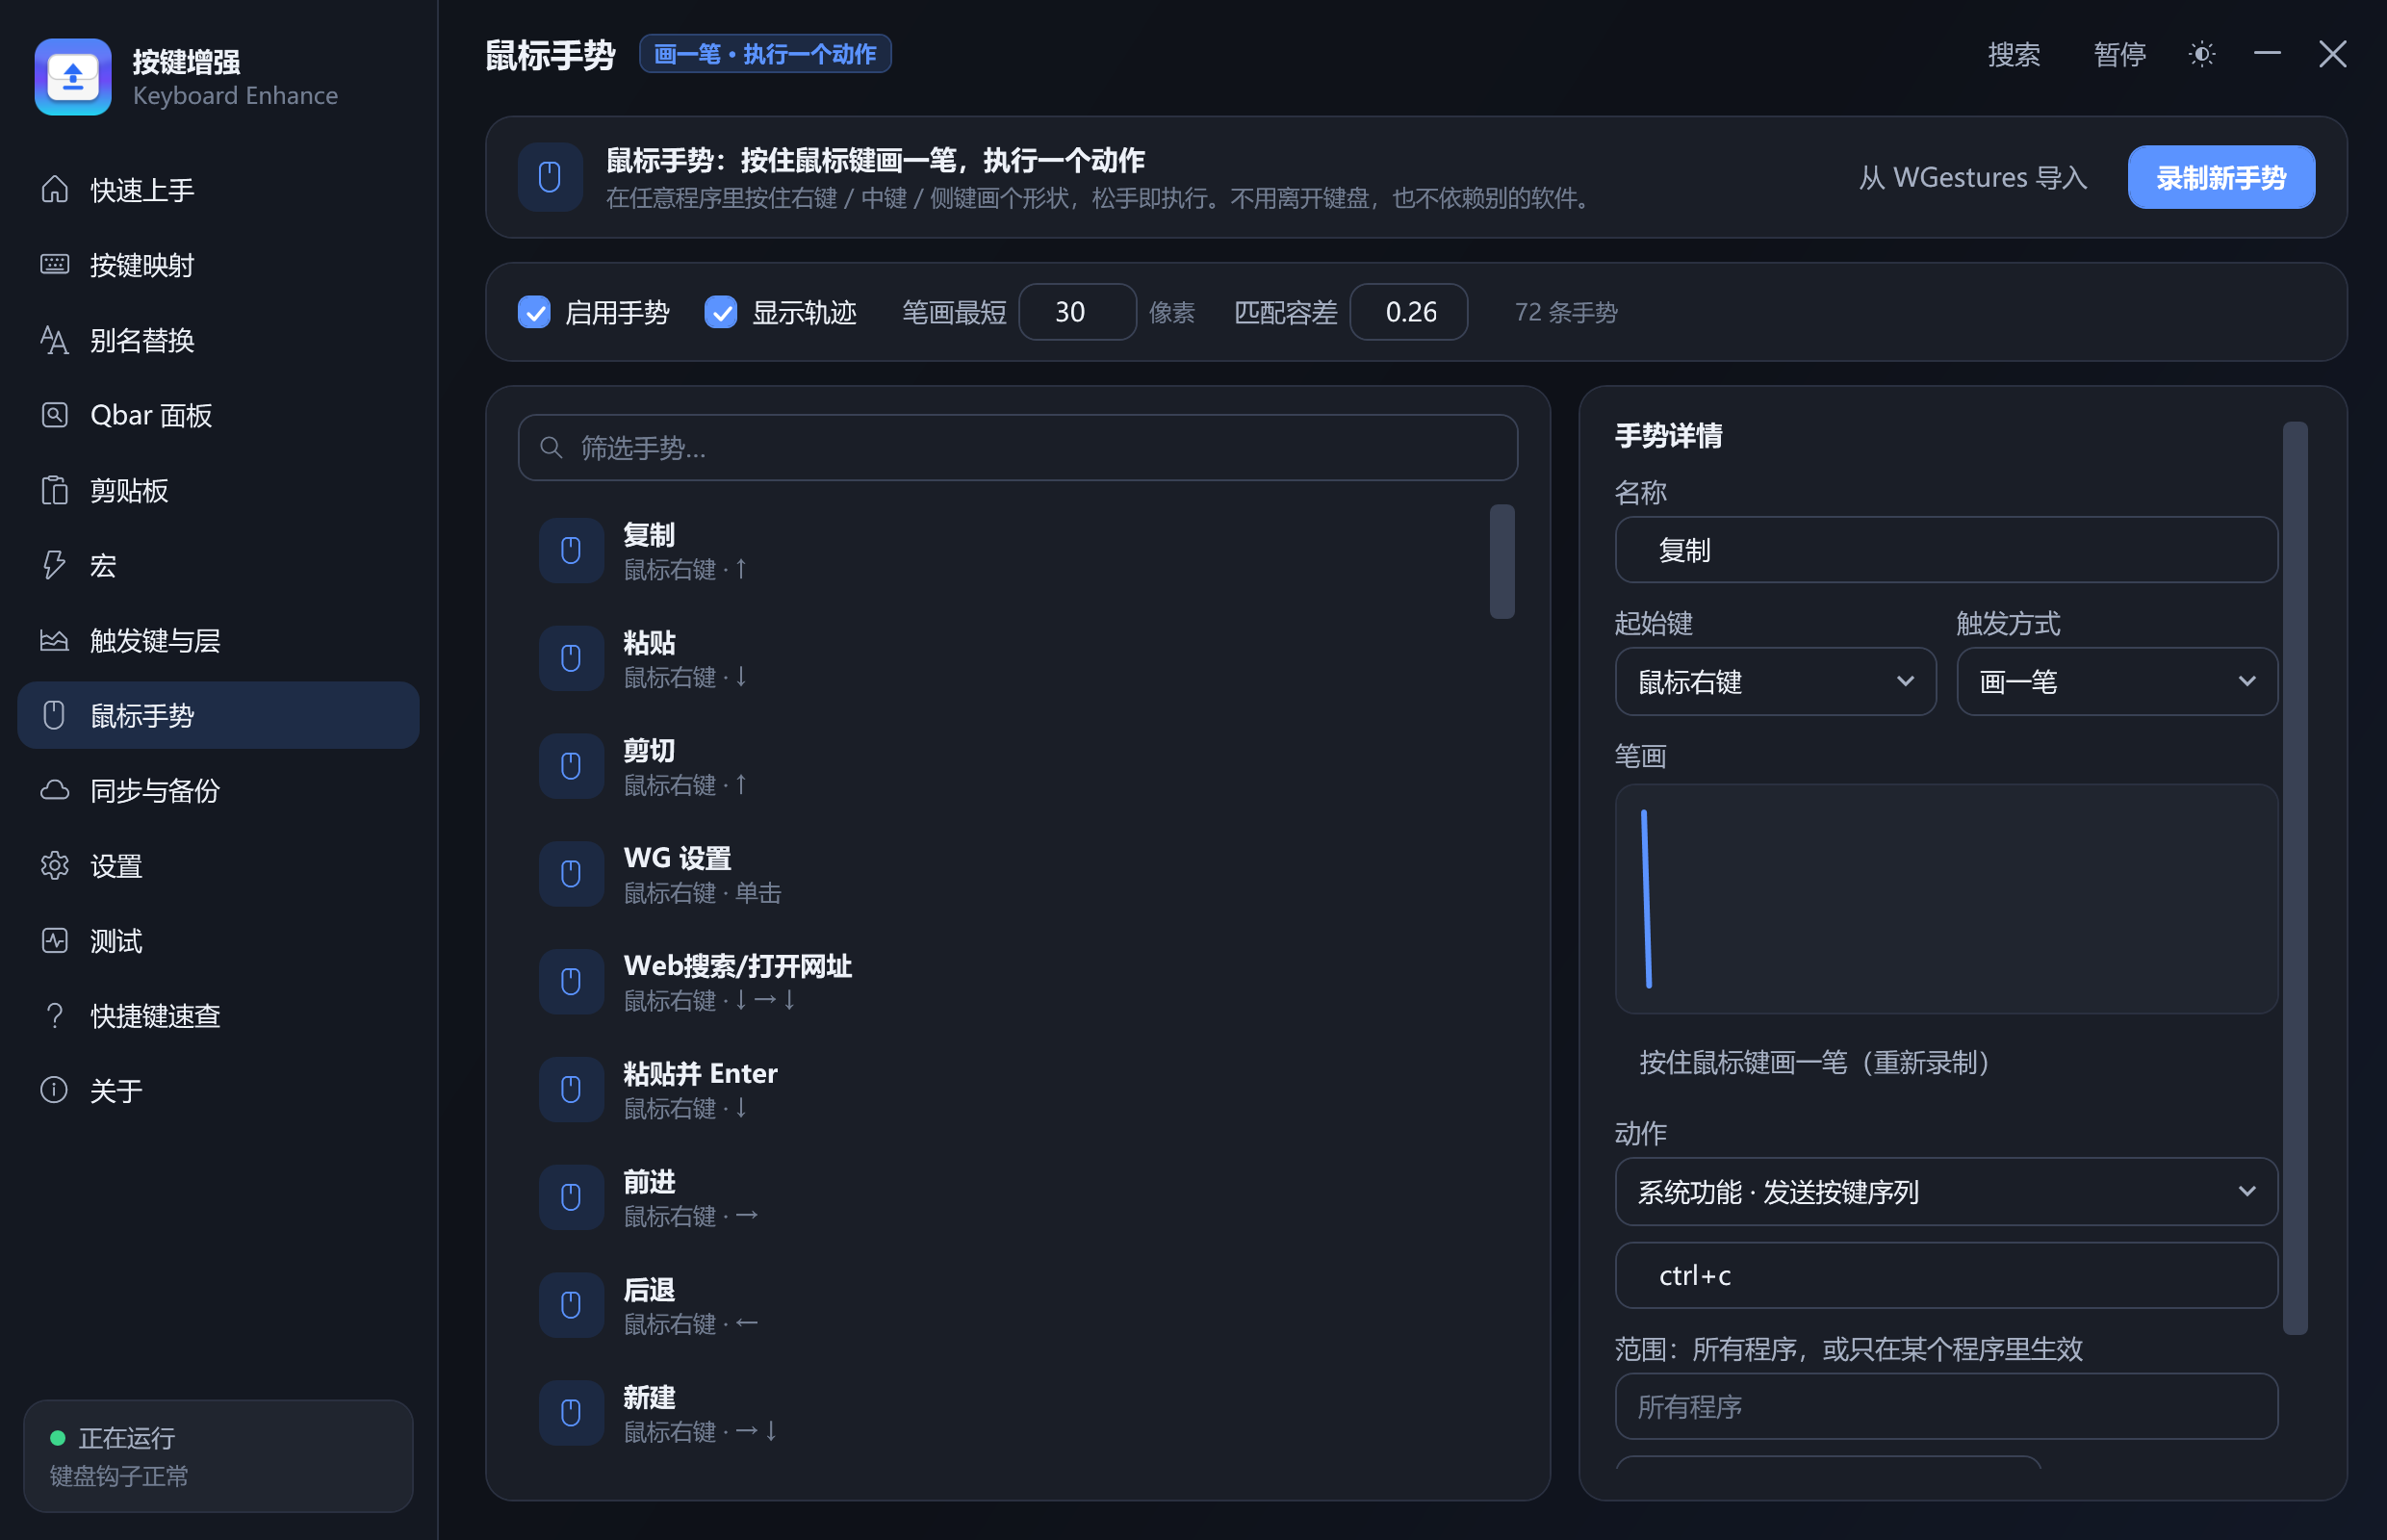 按键增强
Keyboard Enhance
快速上手
按键映射
别名替换
Qbar 面板
剪贴板
宏
触发键与层
鼠标手势
同步与备份
设置
测试
快捷键速查
关于
正在运行
键盘钩子正常
鼠标手势
画一笔 • 执行一个动作
搜索
暂停
鼠标手势：按住鼠标键画一笔，执行一个动作
在任意程序里按住右键 / 中键 / 侧键画个形状，松手即执行。不用离开键盘，也不依赖别的软件。
从 WGestures 导入
录制新手势
启用手势
显示轨迹
笔画最短 30 像素
匹配容差 0.26
72 条手势
筛选手势...
复制
鼠标右键 · ↑
粘贴
鼠标右键 · ↓
剪切
鼠标右键 · ↑
WG 设置
鼠标右键 · 单击
Web搜索/打开网址
鼠标右键 · ↓→↓
粘贴并 Enter
鼠标右键 · ↓
前进
鼠标右键 · →
后退
鼠标右键 · ←
新建
鼠标右键 · →↓
手势详情
名称
复制
起始键
触发方式
鼠标右键
画一笔
笔画
按住鼠标键画一笔（重新录制）
动作
系统功能 · 发送按键序列
ctrl+c
范围：所有程序，或只在某个程序里生效
所有程序